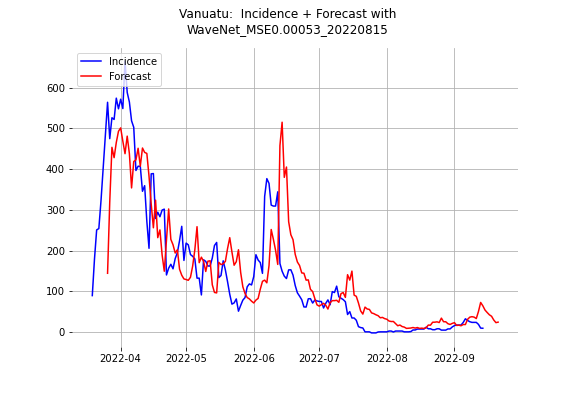 Vanuatu:  Incidence + Forecast with
WaveNet_MSE0.00053_20220815
Incidence
Forecast
600
500
400
300
200
100
0
2022-04 2022-05 2022-06 2022-07 2022-08 2022-09